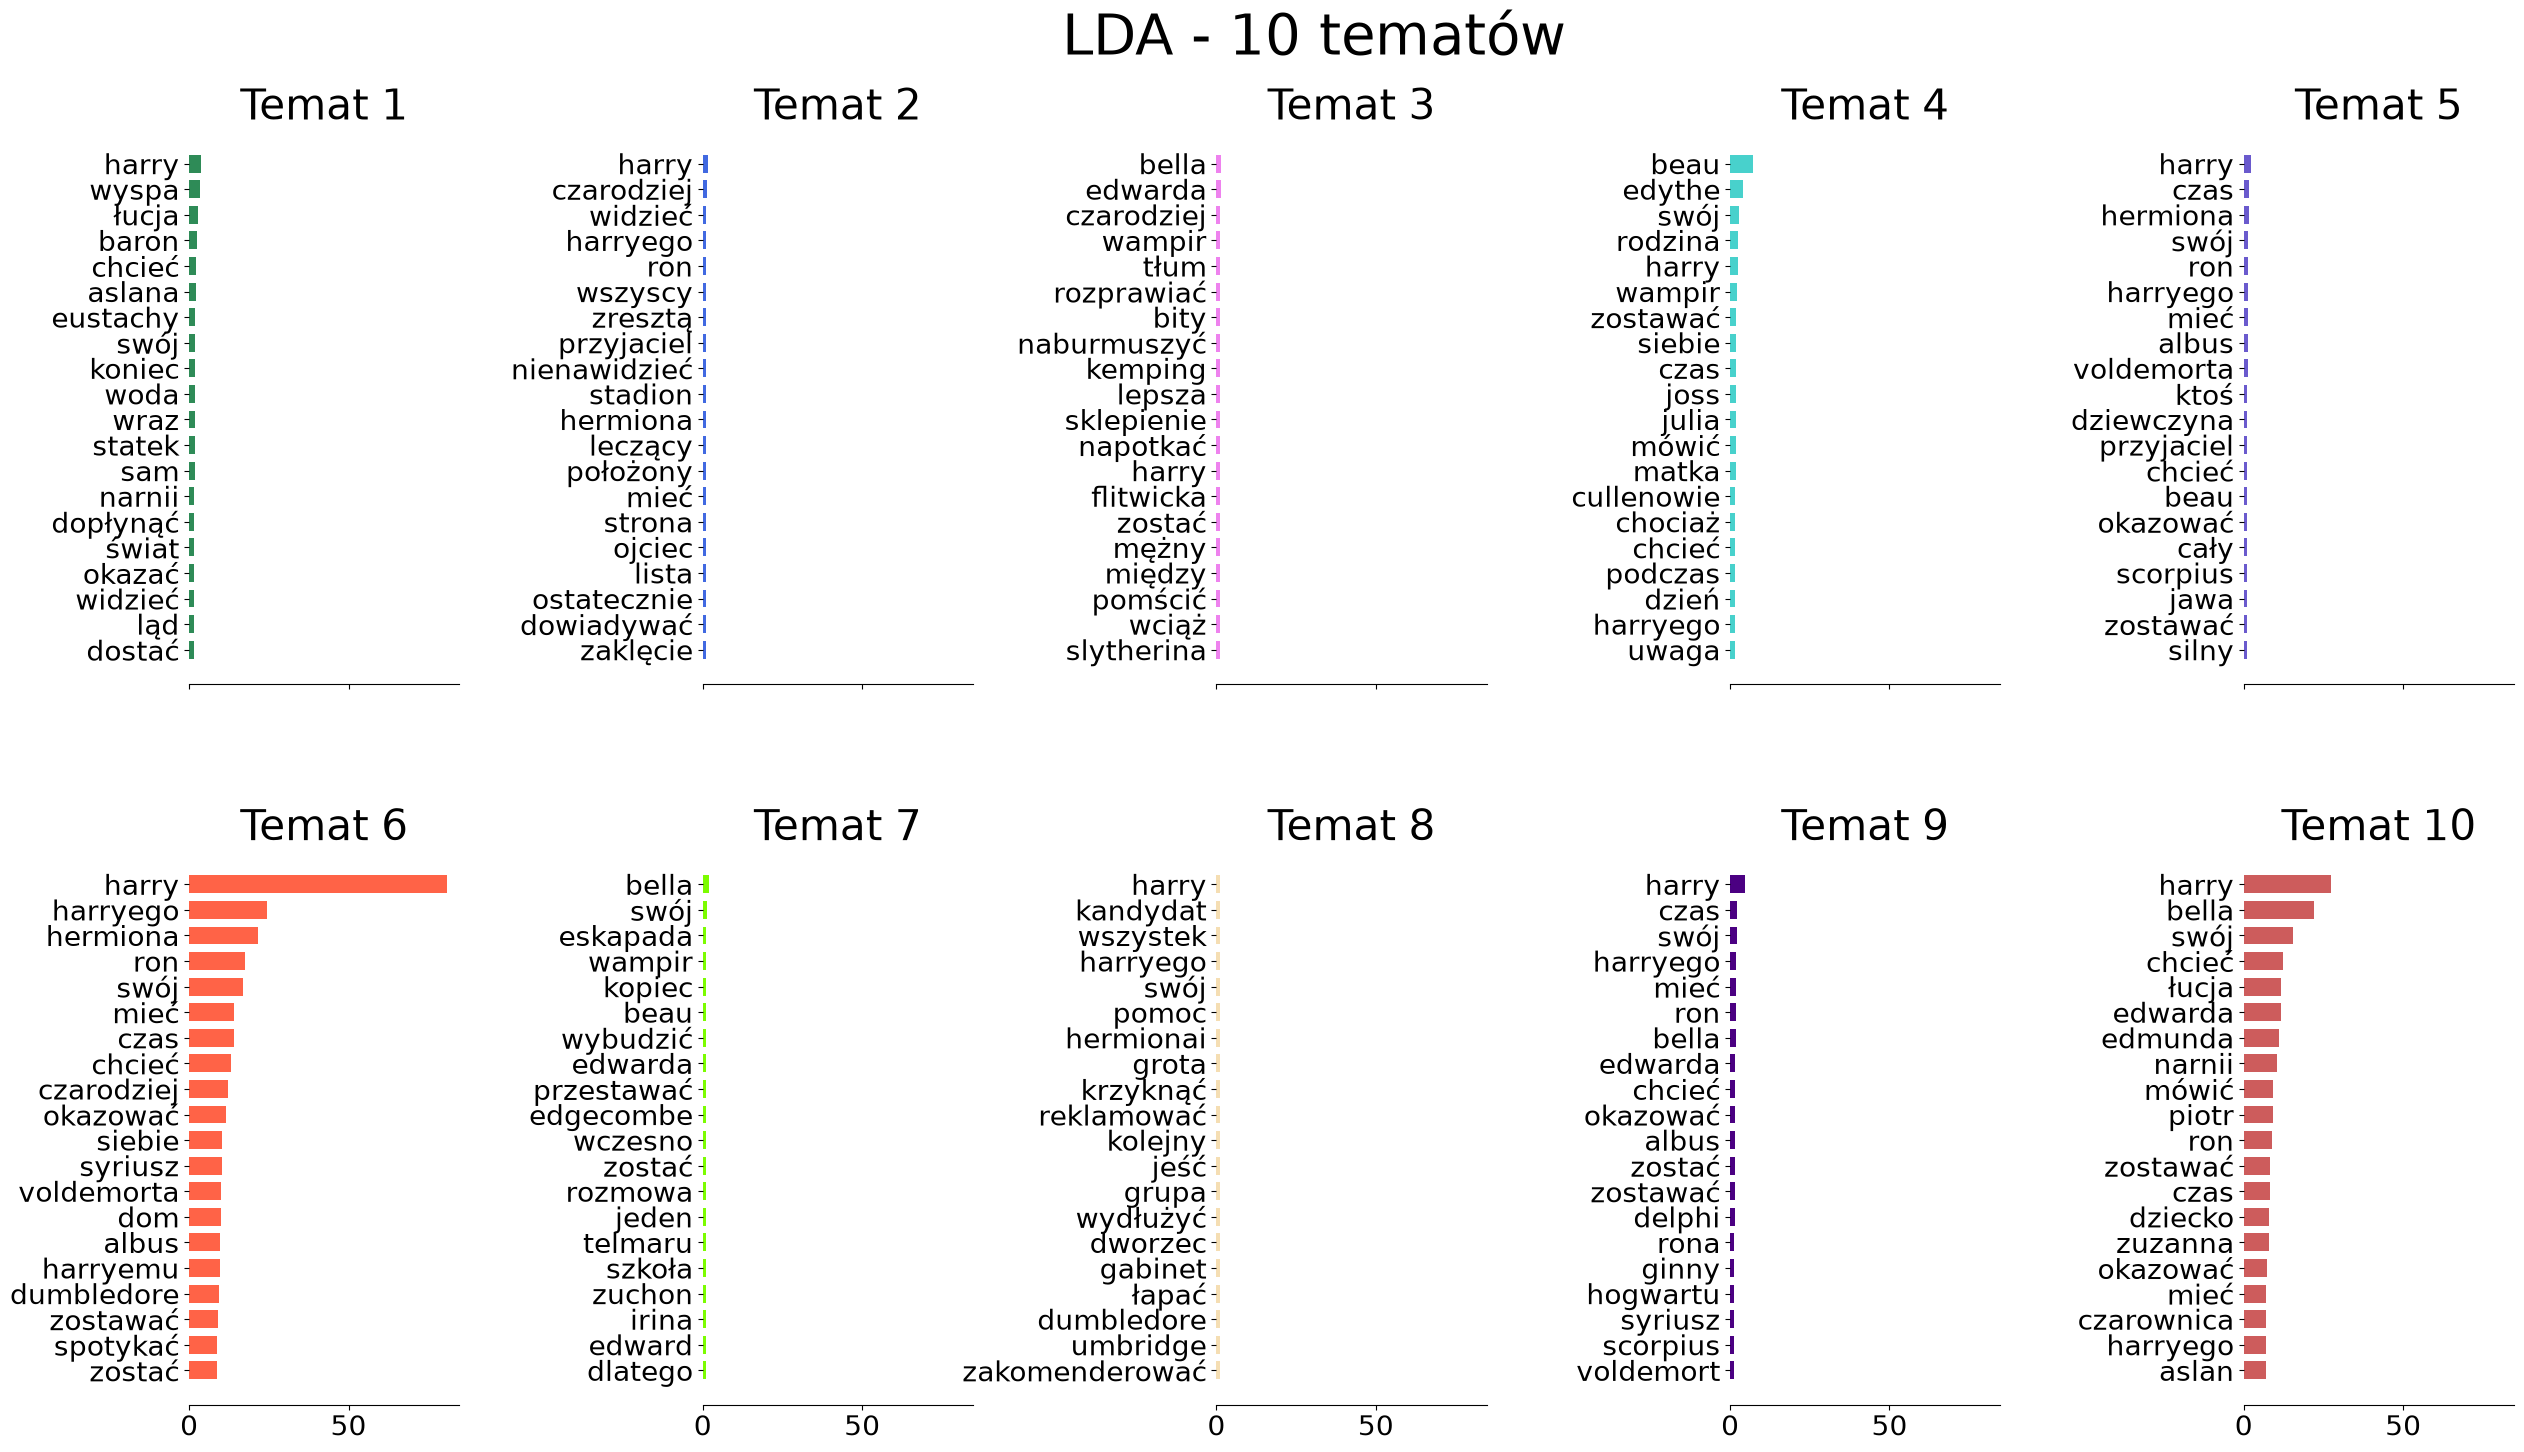 LDA - 10 tematów
Temat 1
harry
wyspa
łucja
baron
chcieć
aslana
eustachy
swój
koniec
woda
wraz
statek
sam
narnii
dopłynąć
świat
okazać
widzieć
ląd
dostać
Temat 2
harry
czarodziej
widzieć
harryego
ron
wszyscy
zresztą
przyjaciel
nienawidzieć
stadion
hermiona
leczący
położony
mieć
strona
ojciec
lista
ostatecznie
dowiadywać
zaklęcie
Temat 3
bella
edwarda
czarodziej
wampir
tłum
rozprawiać
bity
naburmuszyć
kemping
lepsza
sklepienie
napotkać
harry
flitwicka
zostać
mężny
między
pomścić
wciąż
slytherina
Temat 4
beau
edythe
swój
rodzina
harry
wampir
zostawać
siebie
czas
joss
julia
mówić
matka
cullenowie
chociaż
chcieć
podczas
dzień
harryego
uwaga
Temat 5
harry
czas
hermiona
swój
ron
harryego
mieć
albus
voldemorta
ktoś
dziewczyna
przyjaciel
chcieć
beau
okazować
cały
scorpius
jawa
zostawać
silny
Temat 6
harry
harryego
hermiona
ron
swój
mieć
czas
chcieć
czarodziej
okazować
siebie
syriusz
voldemorta
dom
albus
harryemu
dumbledore
zostawać
spotykać
zostać
0 50
Temat 7
bella
swój
eskapada
wampir
kopiec
beau
wybudzić
edwarda
przestawać
edgecombe
wczesno
zostać
rozmowa
jeden
telmaru
szkoła
zuchon
irina
edward
dlatego
0 50
Temat 8
harry
kandydat
wszystek
harryego
swój
pomoc
hermionai
grota
krzyknąć
reklamować
kolejny
jeść
grupa
wydłużyć
dworzec
gabinet
łapać
dumbledore
umbridge
zakomenderować
0 50
Temat 9
harry
czas
swój
harryego
mieć
ron
bella
edwarda
chcieć
okazować
albus
zostać
zostawać
delphi
rona
ginny
hogwartu
syriusz
scorpius
voldemort
0 50
Temat 10
harry
bella
swój
chcieć
łucja
edwarda
edmunda
narnii
mówić
piotr
ron
zostawać
czas
dziecko
zuzanna
okazować
mieć
czarownica
harryego
aslan
0 50